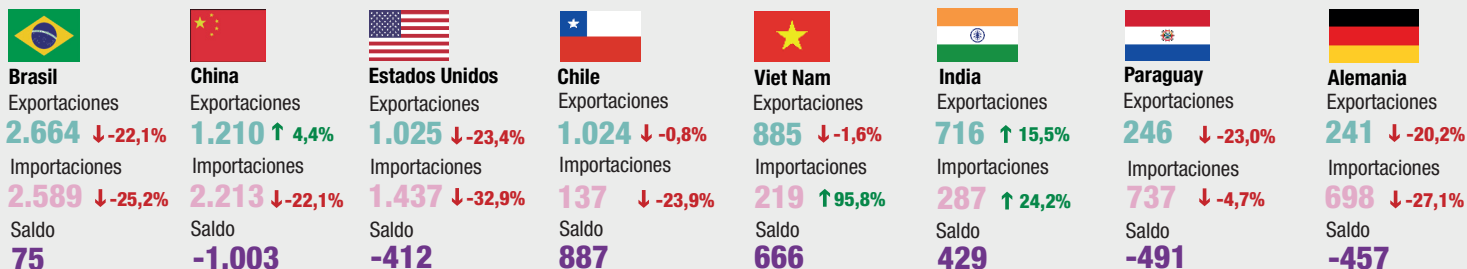 Brasil
Exportaciones
2.664 ↓-22,1%
Importaciones
2.589 ↓-25,2%
Saldo
75
China
Exportaciones
1.210 ↑ 4,4%
Importaciones
2.213 ↓-22,1%
Saldo
-1.003
Estados Unidos
Exportaciones
1.025 ↓-23,4%
Importaciones
1.437 ↓-32,9%
Saldo
-412
Chile
Exportaciones
1.024 ↓ -0,8%
Importaciones
137 ↓ -23,9%
Saldo
887
Viet Nam
Exportaciones
885 ↓ -1,6%
Importaciones
219 ↑ 95,8%
Saldo
666
India
Exportaciones
716 ↑ 15,5%
Importaciones
287 ↑ 24,2%
Saldo
429
Paraguay
Exportaciones
246 ↓ -23,0%
Importaciones
737 ↓ -4,7%
Saldo
-491
Alemania
Exportaciones
241 ↓ -20,2%
Importaciones
698 ↓ -27,1%
Saldo
-457